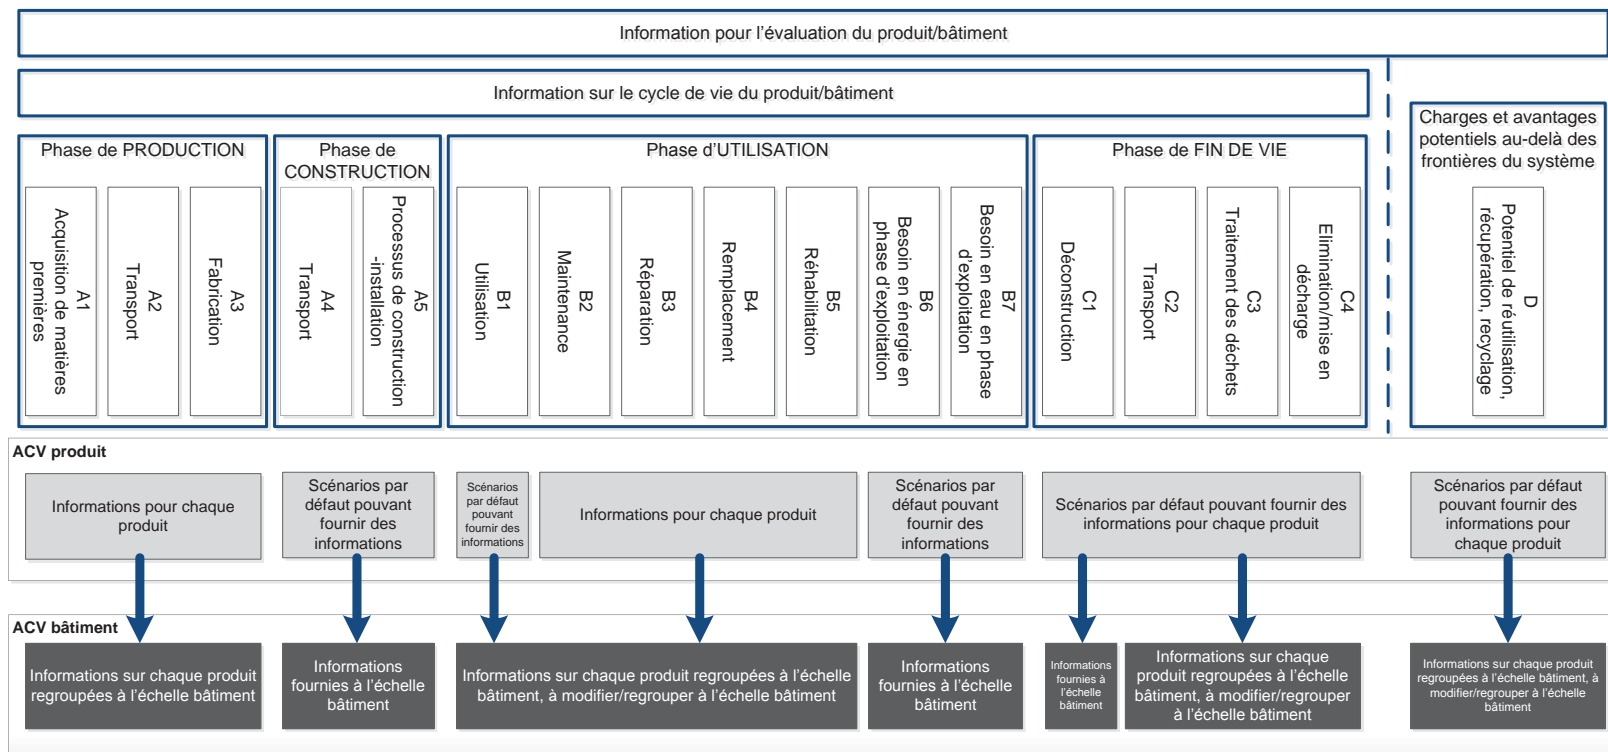 Information pour l'évaluation du produit/bâtiment
Information sur le cycle de vie du produit/bâtiment
Phase de PRODUCTION
A1
Acquisition de matières
premières
A2
Transport
A3
Fabrication
Phase de
CONSTRUCTION
A4
Transport
A5
Processus de construction
-installation
Phase d'UTILISATION
B1
Utilisation
B2
Maintenance
B3
Réparation
B4
Remplacement
B5
Réhabilitation
B6
Besoin en énergie en
phase d'exploitation
B7
Besoin en eau en phase
d'exploitation
Phase de FIN DE VIE
C1
Déconstruction
C2
Transport
C3
Traitement des déchets
C4
Elimination/mise en
décharge
Charges et avantages
potentiels au-delà des
frontières du système
D
Potentiel de réutilisation,
récupération, recyclage
ACV produit
Informations pour chaque
produit
Scénarios par
défaut pouvant
fournir des
informations
Scénarios
par défaut
pouvant
fournir des
informations
Informations pour chaque produit
Scénarios par
défaut pouvant
fournir des
informations
Scénarios par défaut pouvant fournir des
informations pour chaque produit
Scénarios par défaut
pouvant fournir des
informations pour
chaque produit
ACV bâtiment
Informations sur chaque produit
regroupées à l'échelle bâtiment
Informations
fournies à l'échelle
bâtiment
Informations sur chaque produit regroupées à l'échelle
bâtiment, à modifier/regrouper à l'échelle bâtiment
Informations
fournies à l'échelle
bâtiment
Informations
fournies à
l'échelle
bâtiment
Informations sur chaque
produit regroupées à l'échelle
bâtiment, à modifier/regrouper
à l'échelle bâtiment
Informations sur chaque produit
regroupées à l'échelle bâtiment, à
modifier/regrouper à l'échelle
bâtiment